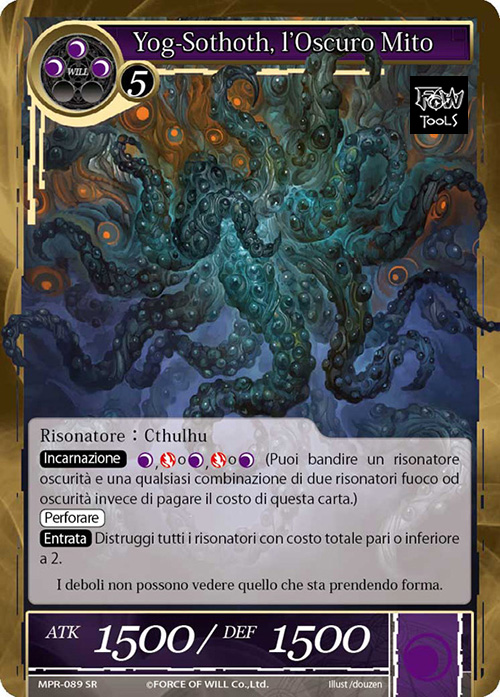 Yog-Sothoth, l'Oscuro Mito
WILL
5
FOW
TOOLS
Risonatore : Cthulhu
Incarnazione , o , o (Puoi bandire un risonatore
oscurità e una qualsiasi combinazione di due risonatori fuoco od
oscurità invece di pagare il costo di questa carta.)
Perforare
Entrata Distruggi tutti i risonatori con costo totale pari o inferiore
a 2.
I deboli non possono vedere quello che sta prendendo forma.
ATK 1500 / DEF 1500
MPR-089 SR ©FORCE OF WILL Co.,Ltd. Illust/douzen